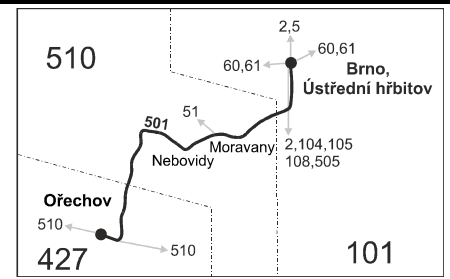 2,5
510
60,61
60,61
Brno,
Ústřední hřbitov
51
501
Moravany
Nebovidy
2,104,105
108,505
Ořechov
510
510
427
101